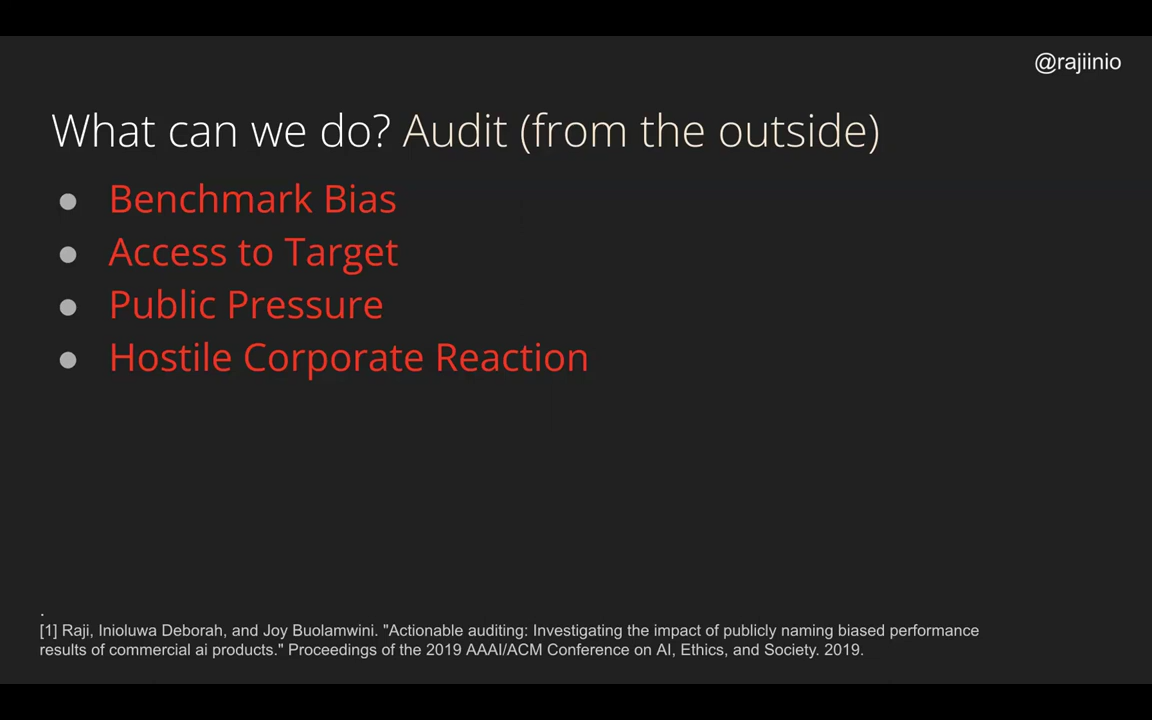 @rajiinio
What can we do? Audit (from the outside)
● Benchmark Bias
● Access to Target
● Public Pressure
● Hostile Corporate Reaction
.
[1] Raji, Inioluwa Deborah, and Joy Buolamwini. "Actionable auditing: Investigating the impact of publicly naming biased performance
results of commercial ai products." Proceedings of the 2019 AAAI/ACM Conference on AI, Ethics, and Society. 2019.